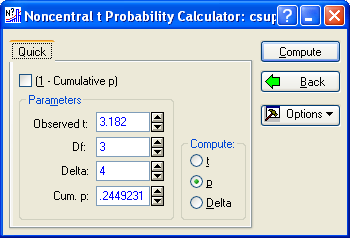 Noncentral t Probability Calculator: csup
?
Quick
Compute
(1 - Cumulative p)
Back
Parameters
Options
Observed t: 3.182
Df: 3
Compute:
t
Delta: 4
p
Cum. p: .2449231
Delta